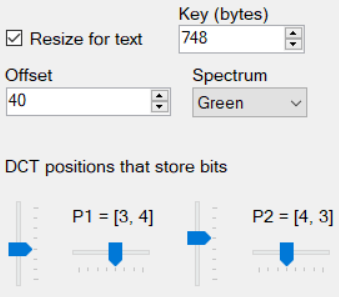 Key (bytes)
Resize for text
748
Offset
Spectrum
40
Green
DCT positions that store bits
P1 = [3, 4]
P2 = [4, 3]